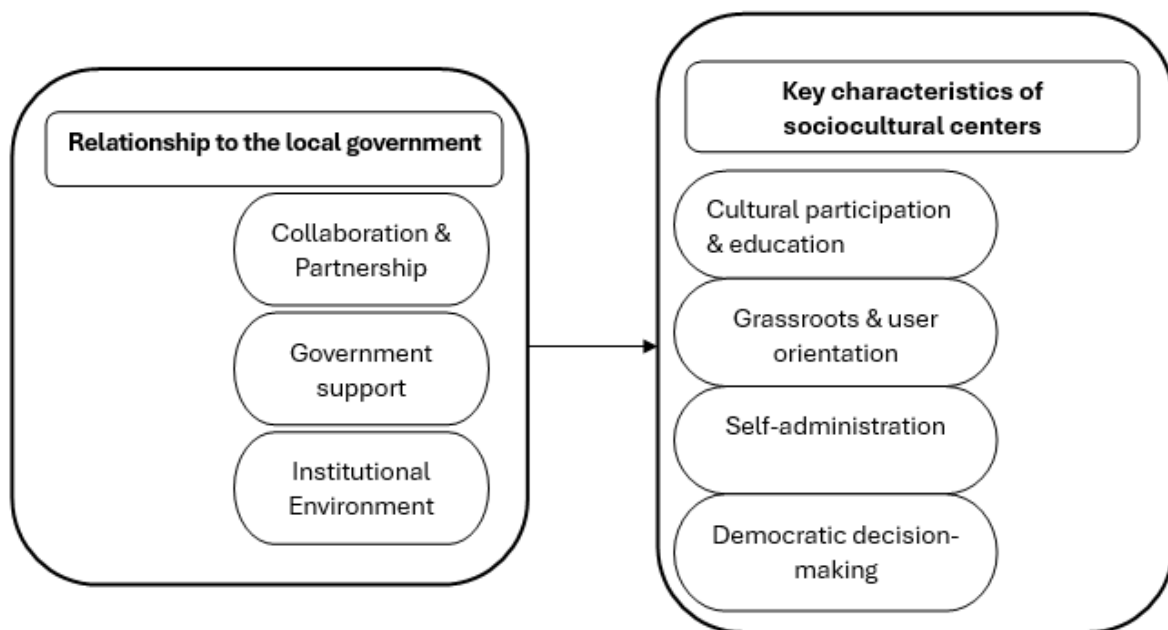 Relationship to the local government
Collaboration &
Partnership
Government
support
Institutional
Environment
Key characteristics of
sociocultural centers
Cultural participation
& education
Grassroots & user
orientation
Self-administration
Democratic decision-
making